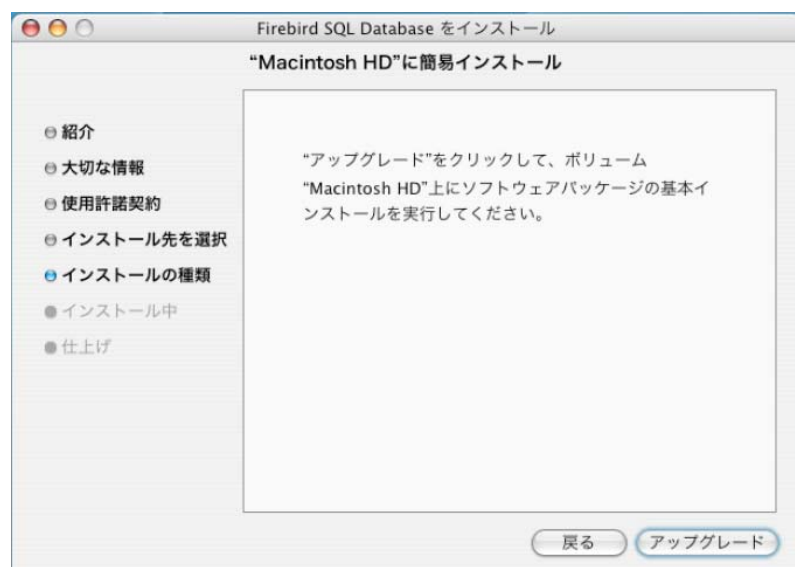 Firebird SQL Database をインストール
“Macintosh HD”に簡易インストール
紹介
大切な情報
使用許諾契約
インストール先を選択
インストールの種類
インストール中
仕上げ
“アップグレード”をクリックして、ボリューム
“Macintosh HD”上にソフトウェアパッケージの基本イ
ンストールを実行してください。
戻る
アップグレード